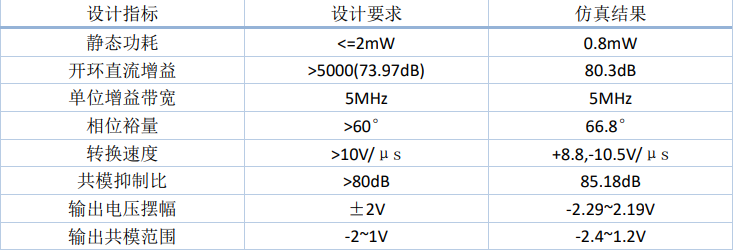 设计指标 设计要求 仿真结果
静态功耗 <=2mW 0.8mW
开环直流增益 >5000(73.97dB) 80.3dB
单位增益带宽 5MHz 5MHz
相位裕量 >60° 66.8°
转换速度 >10V/μs +8.8,-10.5V/μs
共模抑制比 >80dB 85.18dB
输出电压摆幅 ±2V -2.29~2.19V
输出共模范围 -2~1V -2.4~1.2V